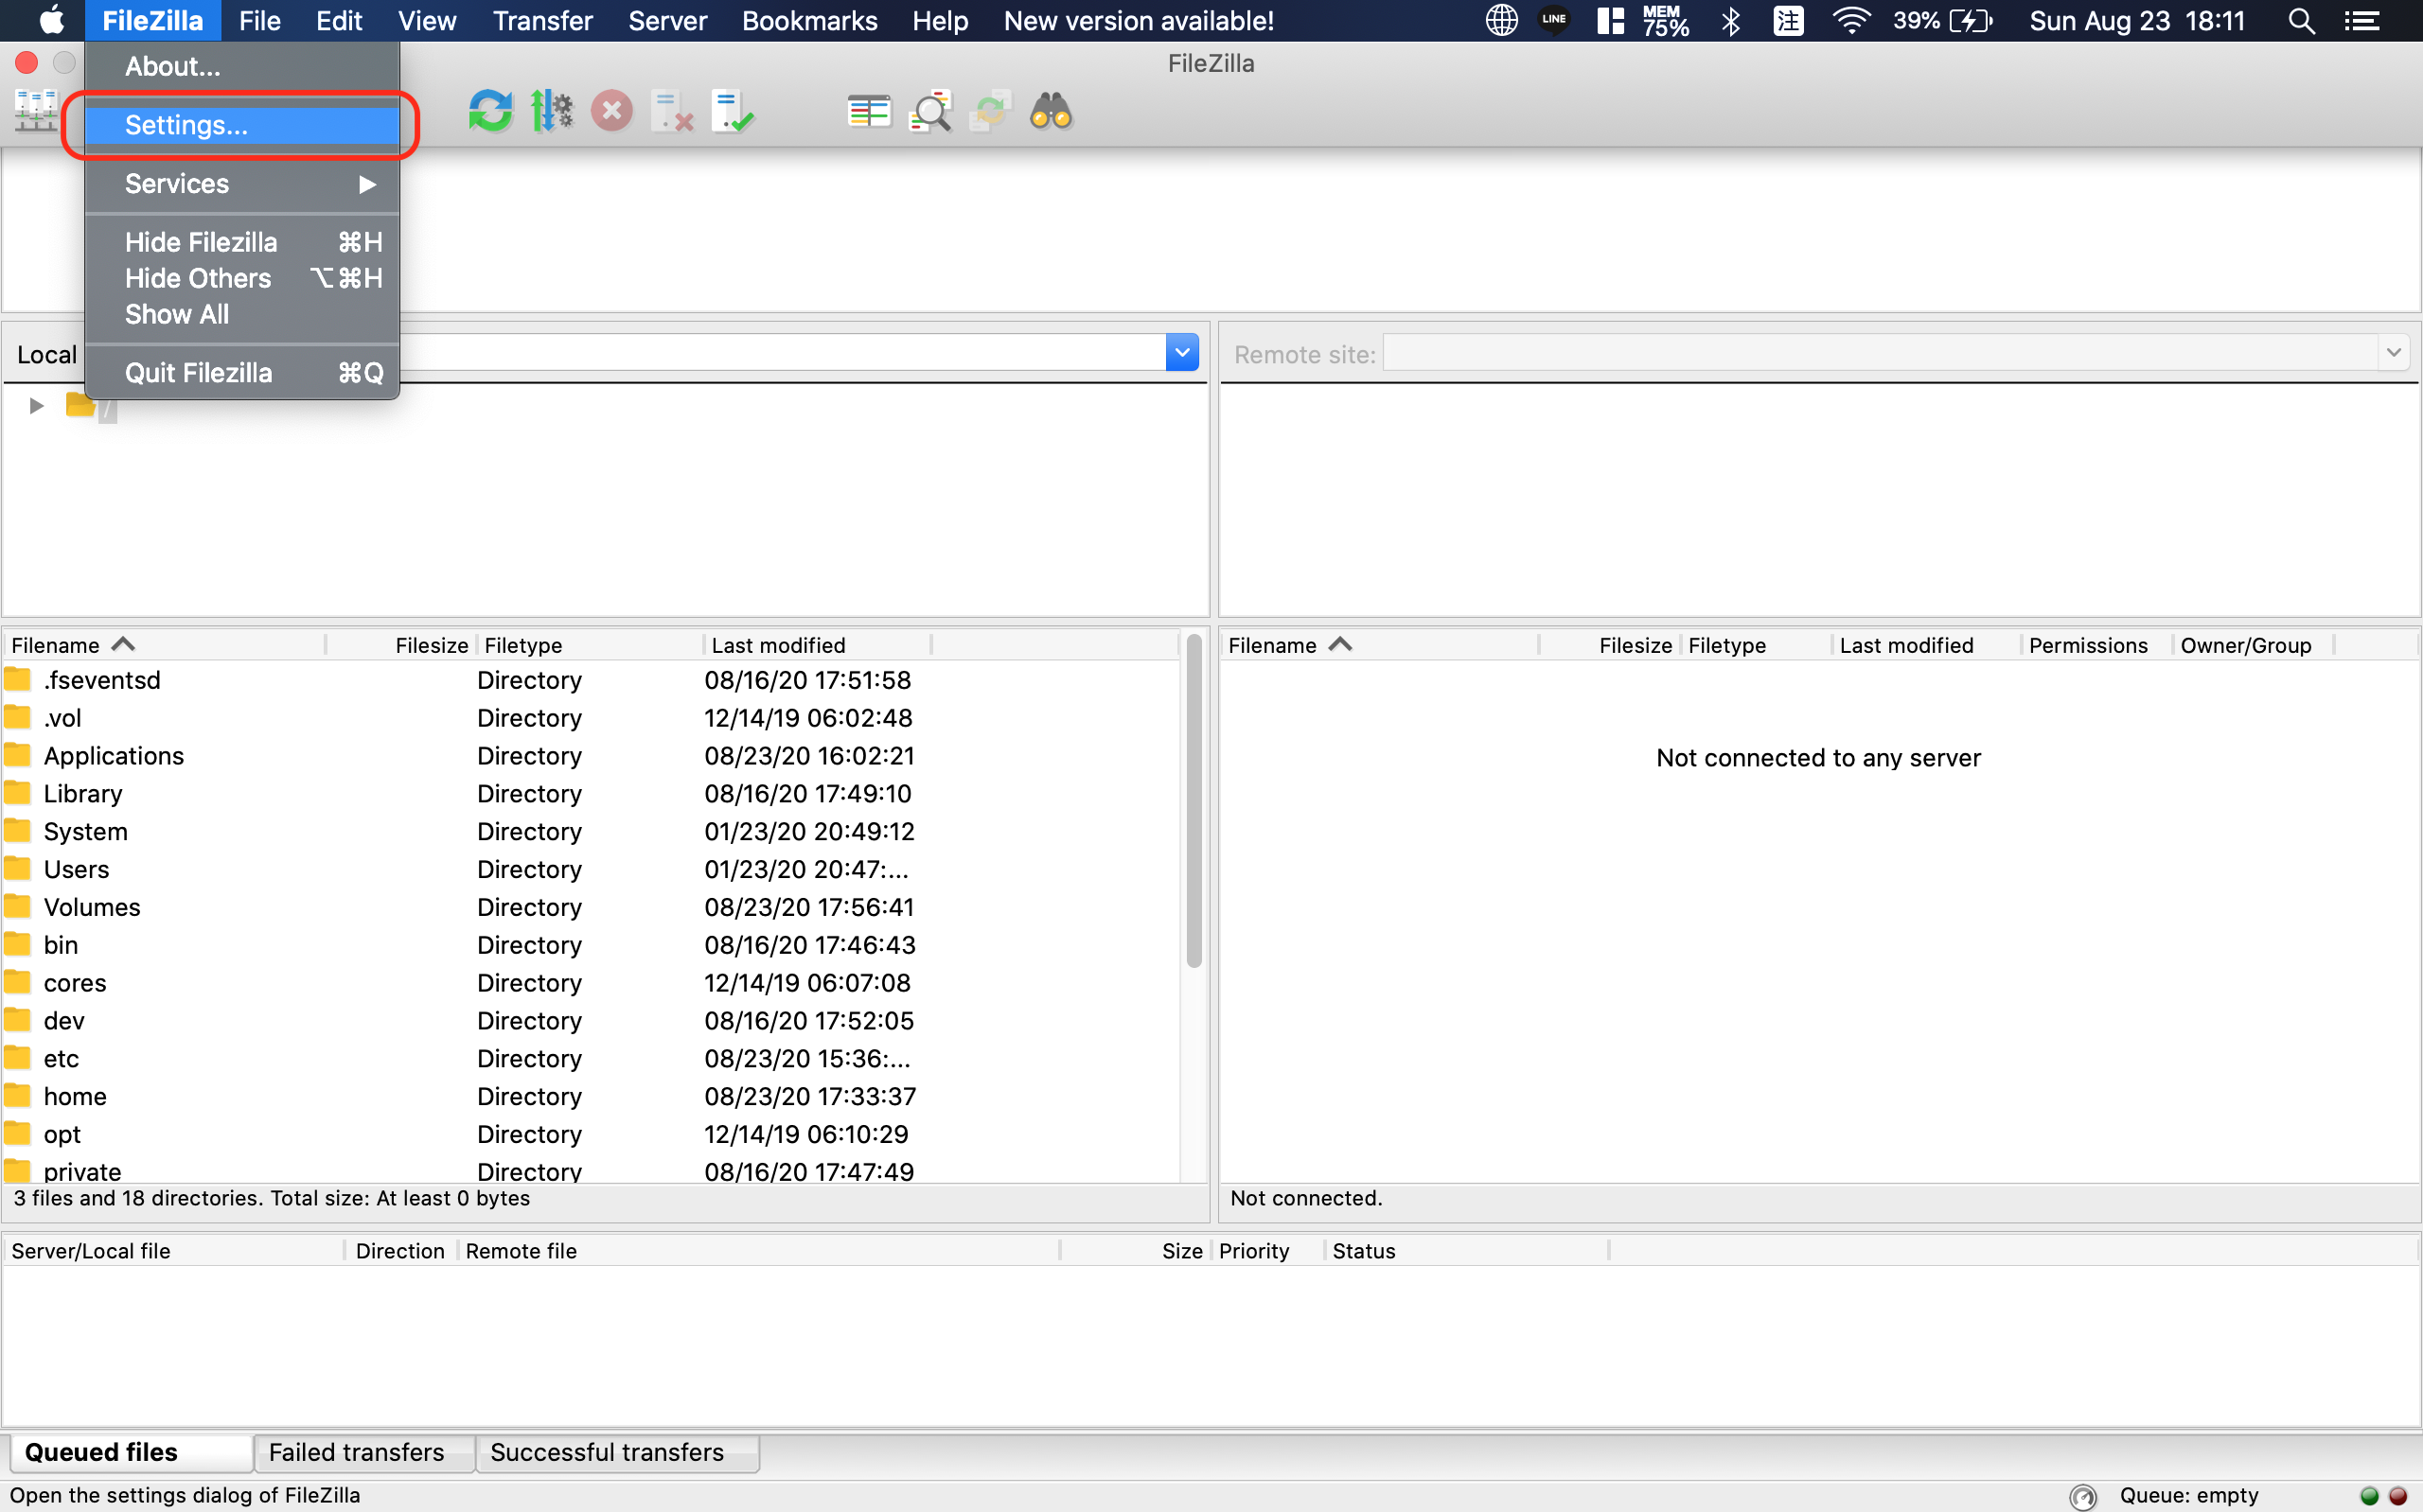 FileZilla File Edit View Transfer Server Bookmarks Help New version available! LINE MEM 75% 注 39% Sun Aug 23 18:11
FileZilla
About...
Settings...
Services
Hide Filezilla ⌘H
Hide Others ⌥⌘H
Show All
Quit Filezilla ⌘Q
Local
/
Remote site:
Filename Filesize Filetype Last modified
.fseventsd Directory 08/16/20 17:51:58
.vol Directory 12/14/19 06:02:48
Applications Directory 08/23/20 16:02:21
Library Directory 08/16/20 17:49:10
System Directory 01/23/20 20:49:12
Users Directory 01/23/20 20:47:...
Volumes Directory 08/23/20 17:56:41
bin Directory 08/16/20 17:46:43
cores Directory 12/14/19 06:07:08
dev Directory 08/16/20 17:52:05
etc Directory 08/23/20 15:36:...
home Directory 08/23/20 17:33:37
opt Directory 12/14/19 06:10:29
private Directory 08/16/20 17:47:49
3 files and 18 directories. Total size: At least 0 bytes
Filename Filesize Filetype Last modified Permissions Owner/Group
Not connected to any server
Not connected.
Server/Local file Direction Remote file Size Priority Status
Queued files Failed transfers Successful transfers
Open the settings dialog of FileZilla Queue: empty